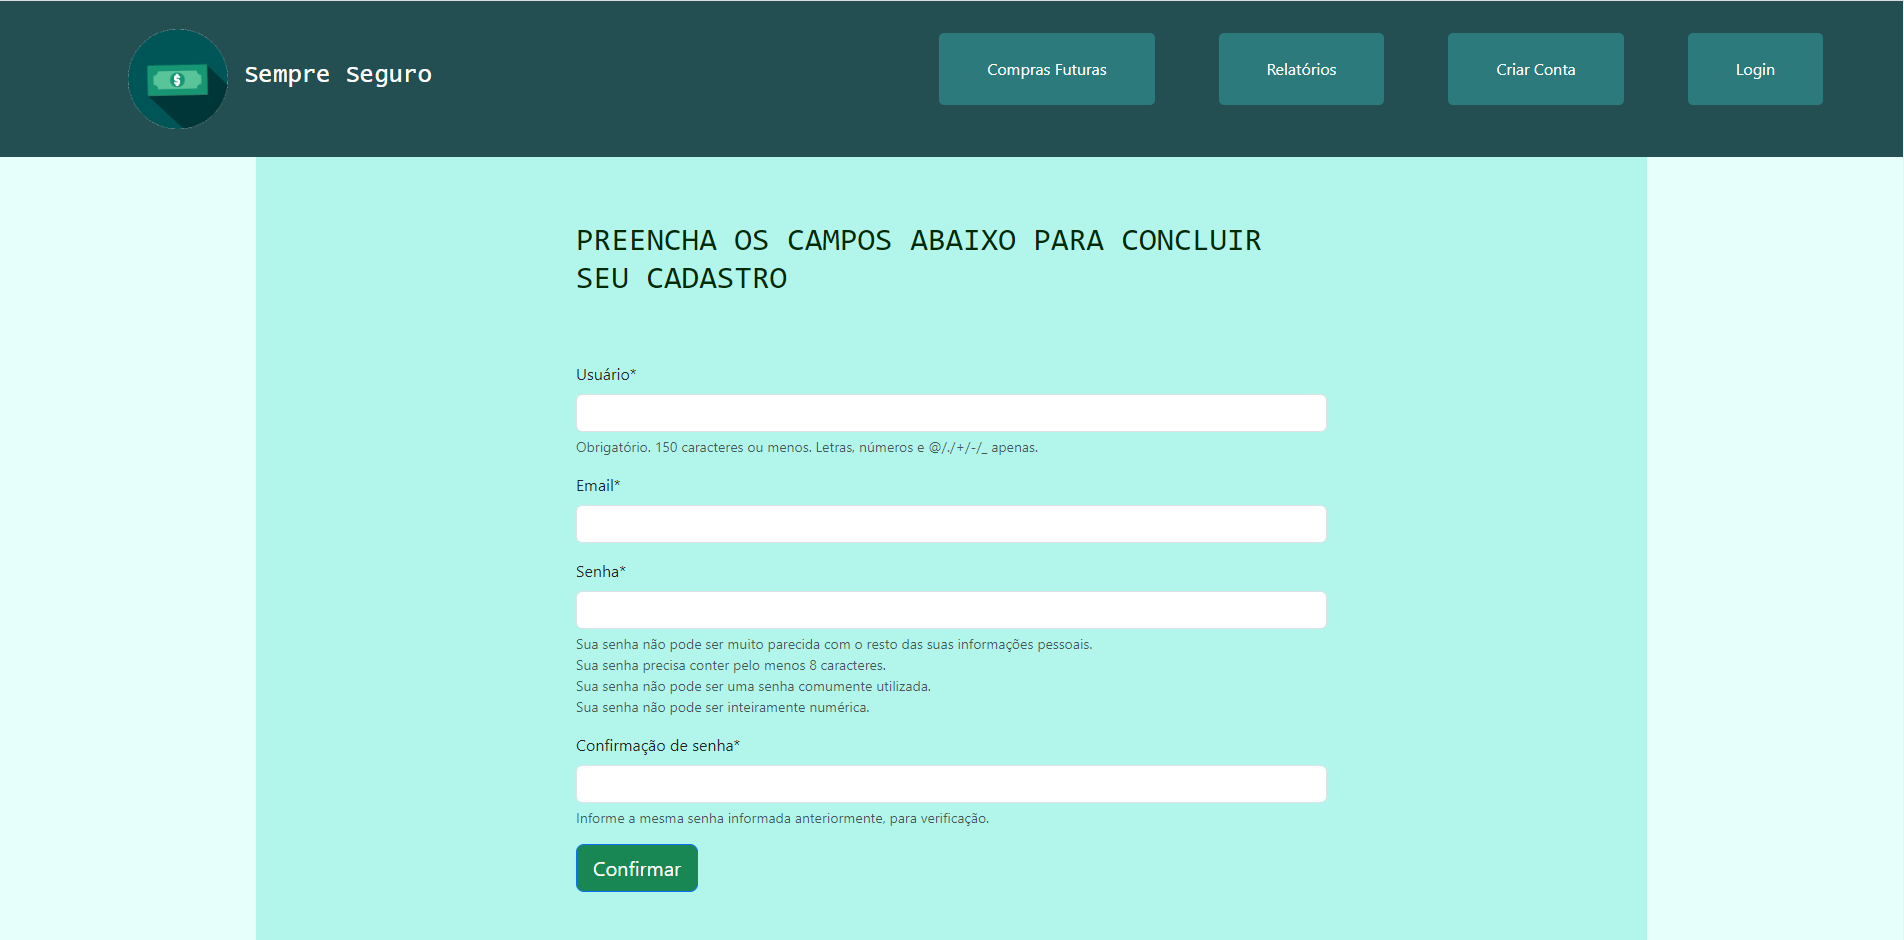 $
Sempre Seguro
Compras Futuras
Relatórios
Criar Conta
Login
PREENCHA OS CAMPOS ABAIXO PARA CONCLUIR
SEU CADASTRO
Usuário*
Obrigatório. 150 caracteres ou menos. Letras, números e @/./+/-/_ apenas.
Email*
Senha*
Sua senha não pode ser muito parecida com o resto das suas informações pessoais.
Sua senha precisa conter pelo menos 8 caracteres.
Sua senha não pode ser uma senha comumente utilizada.
Sua senha não pode ser inteiramente numérica.
Confirmação de senha*
Informe a mesma senha informada anteriormente, para verificação.
Confirmar